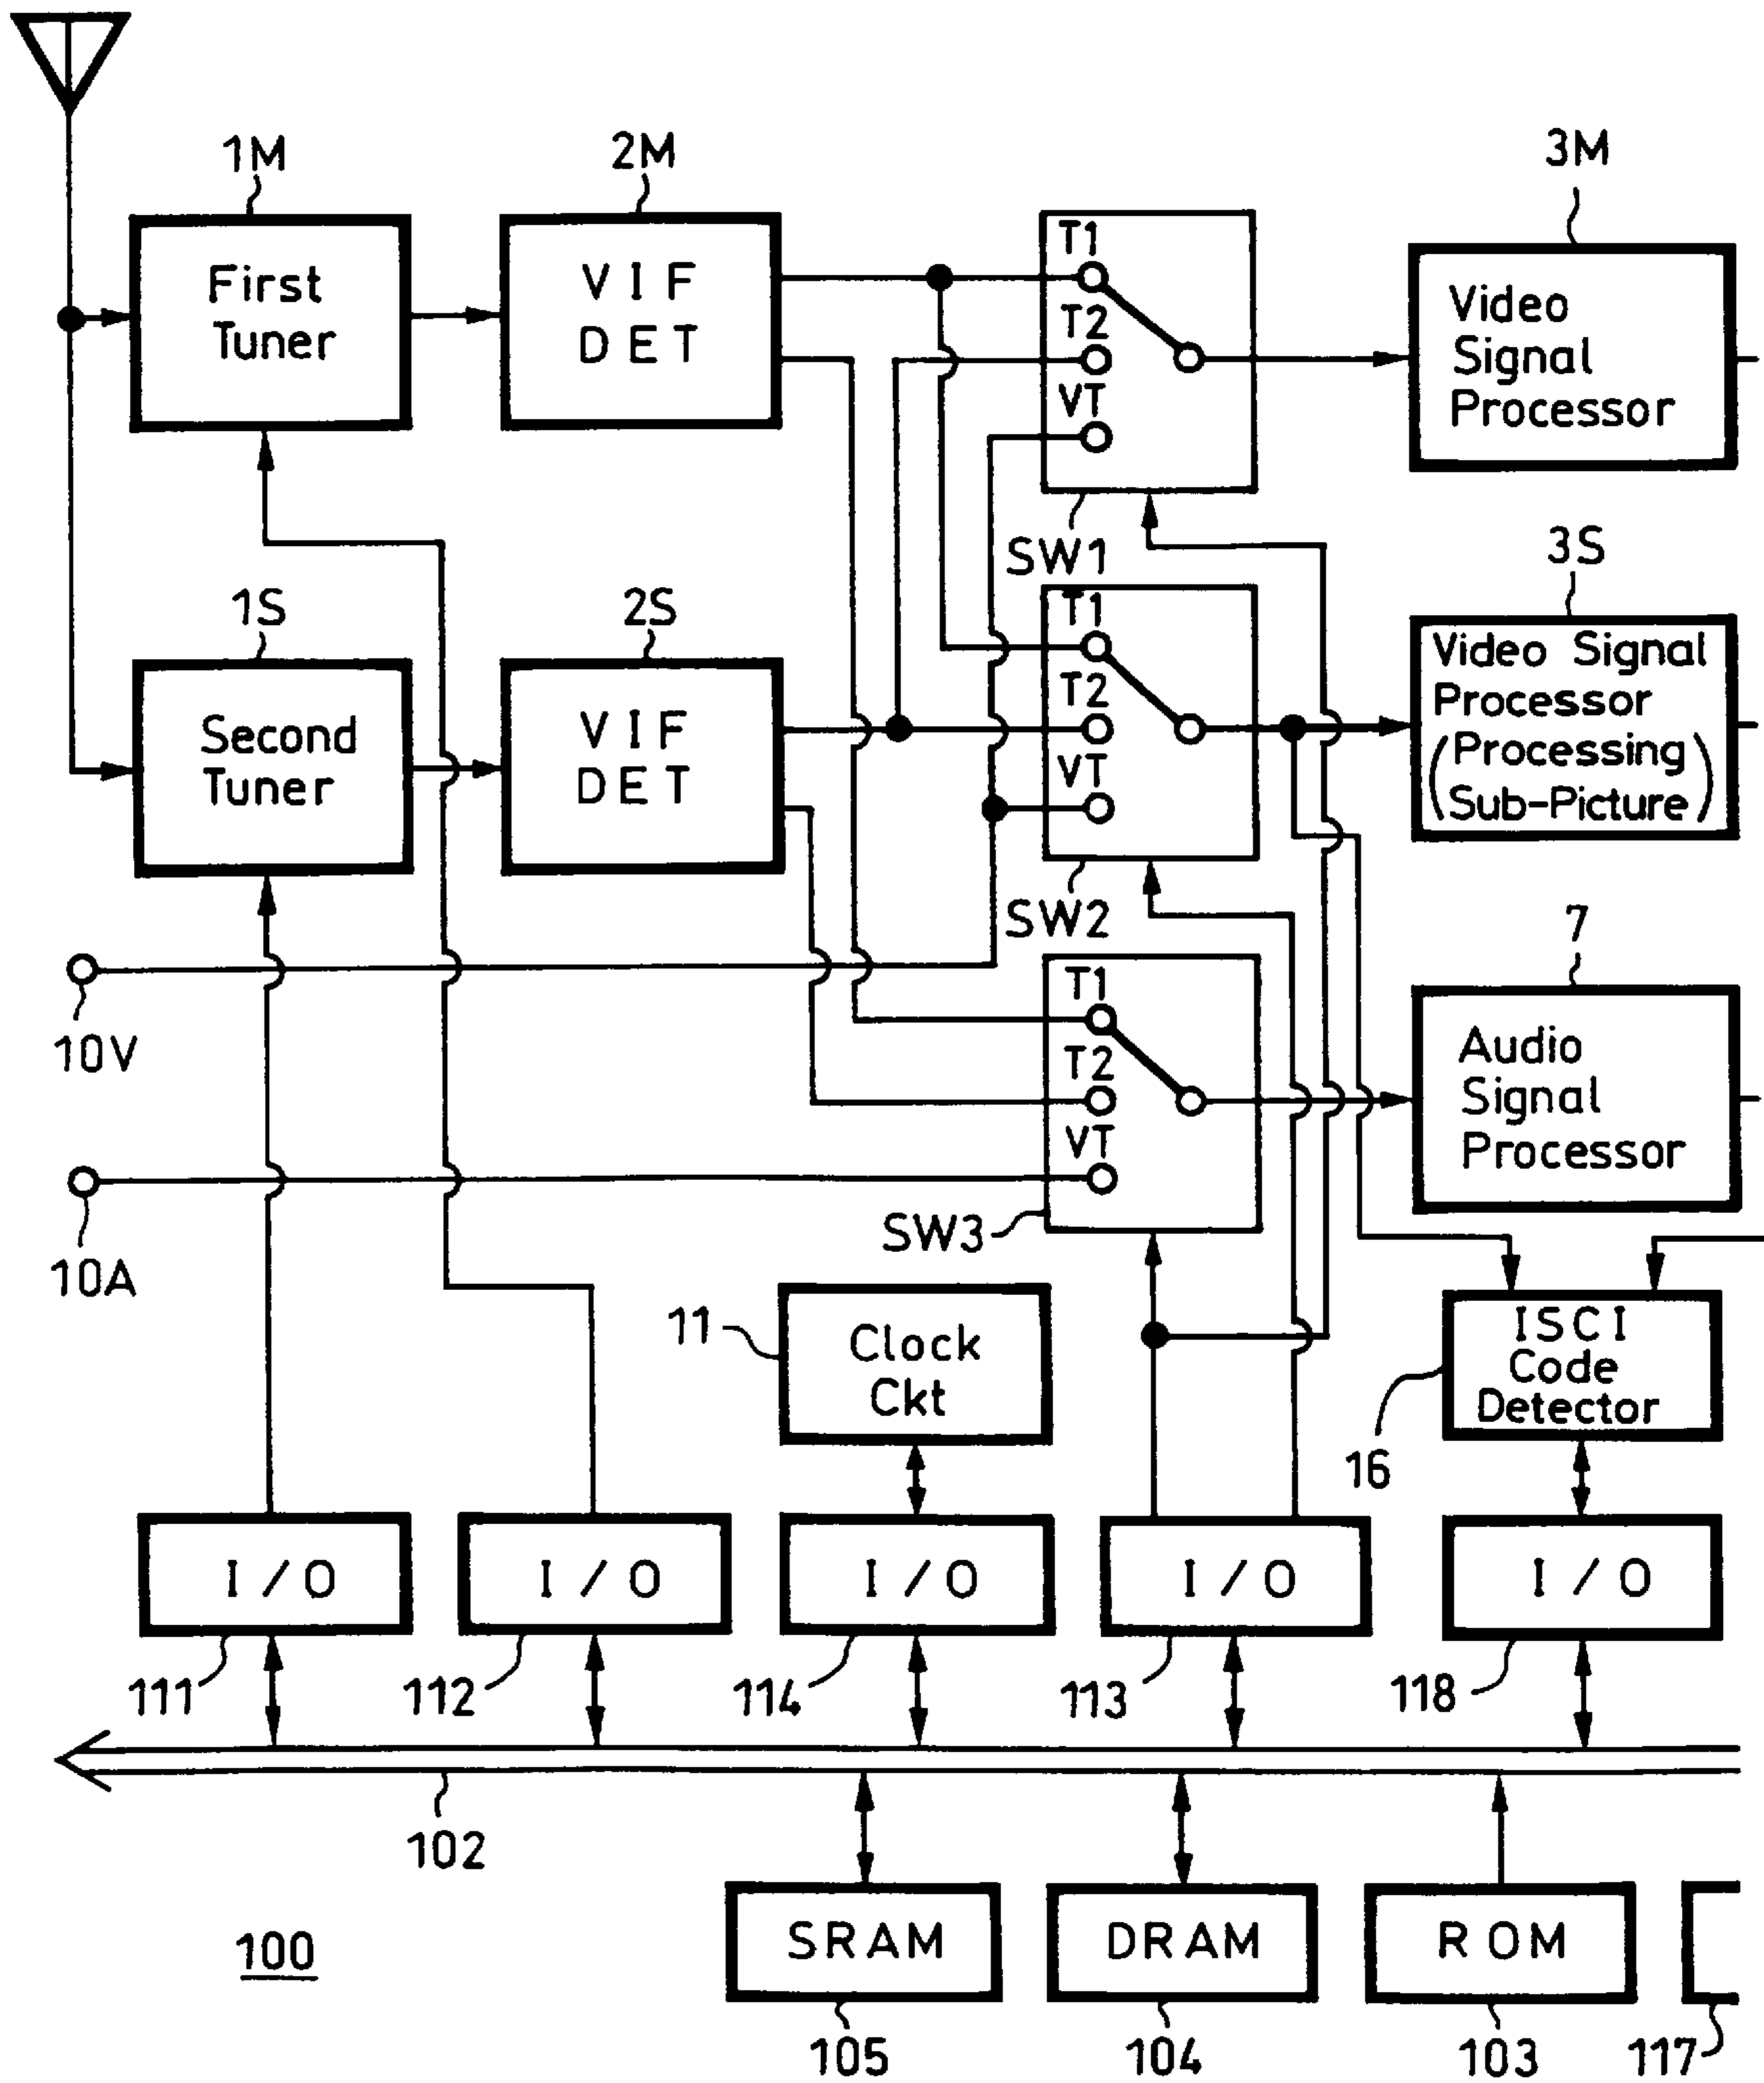 1M
2M
3M
First
Tuner
V I F
D E T
T1
T2
VT
Video
Signal
Processor
SW1
1S
2S
3S
Second
Tuner
V I F
D E T
T1
T2
VT
Video Signal
Processor
(Processing
Sub-Picture)
SW2
10V
7
T1
T2
VT
Audio
Signal
Processor
10A
SW3
11
Clock
Ckt
ISCI
Code
Detector
16
I/O
I/O
I/O
I/O
I/O
111
112
114
113
118
102
100
SRAM
DRAM
ROM
105
104
103
117